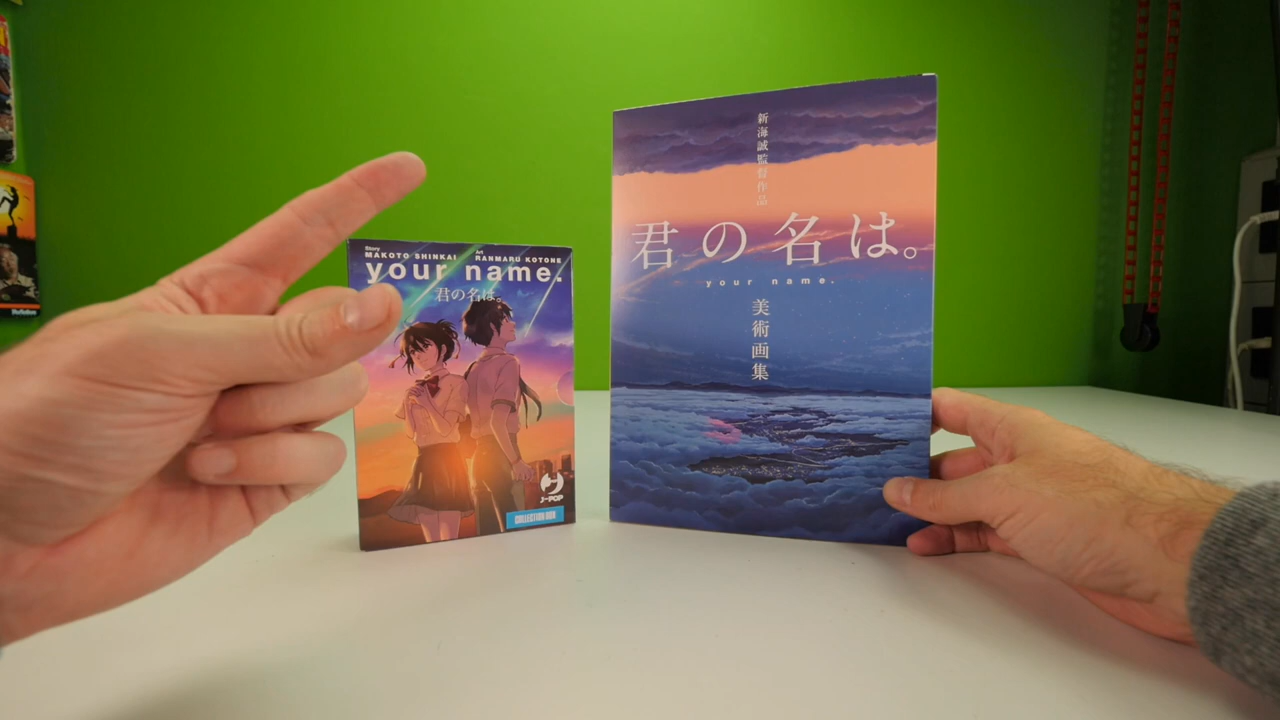 Story
MAKOTO SHINKAI
Art
RANMARU KOTONE
your name.
君の名は。
J-POP
COLLECTION BOX
新海誠監督作品
君の名は。
your name.
美術画集